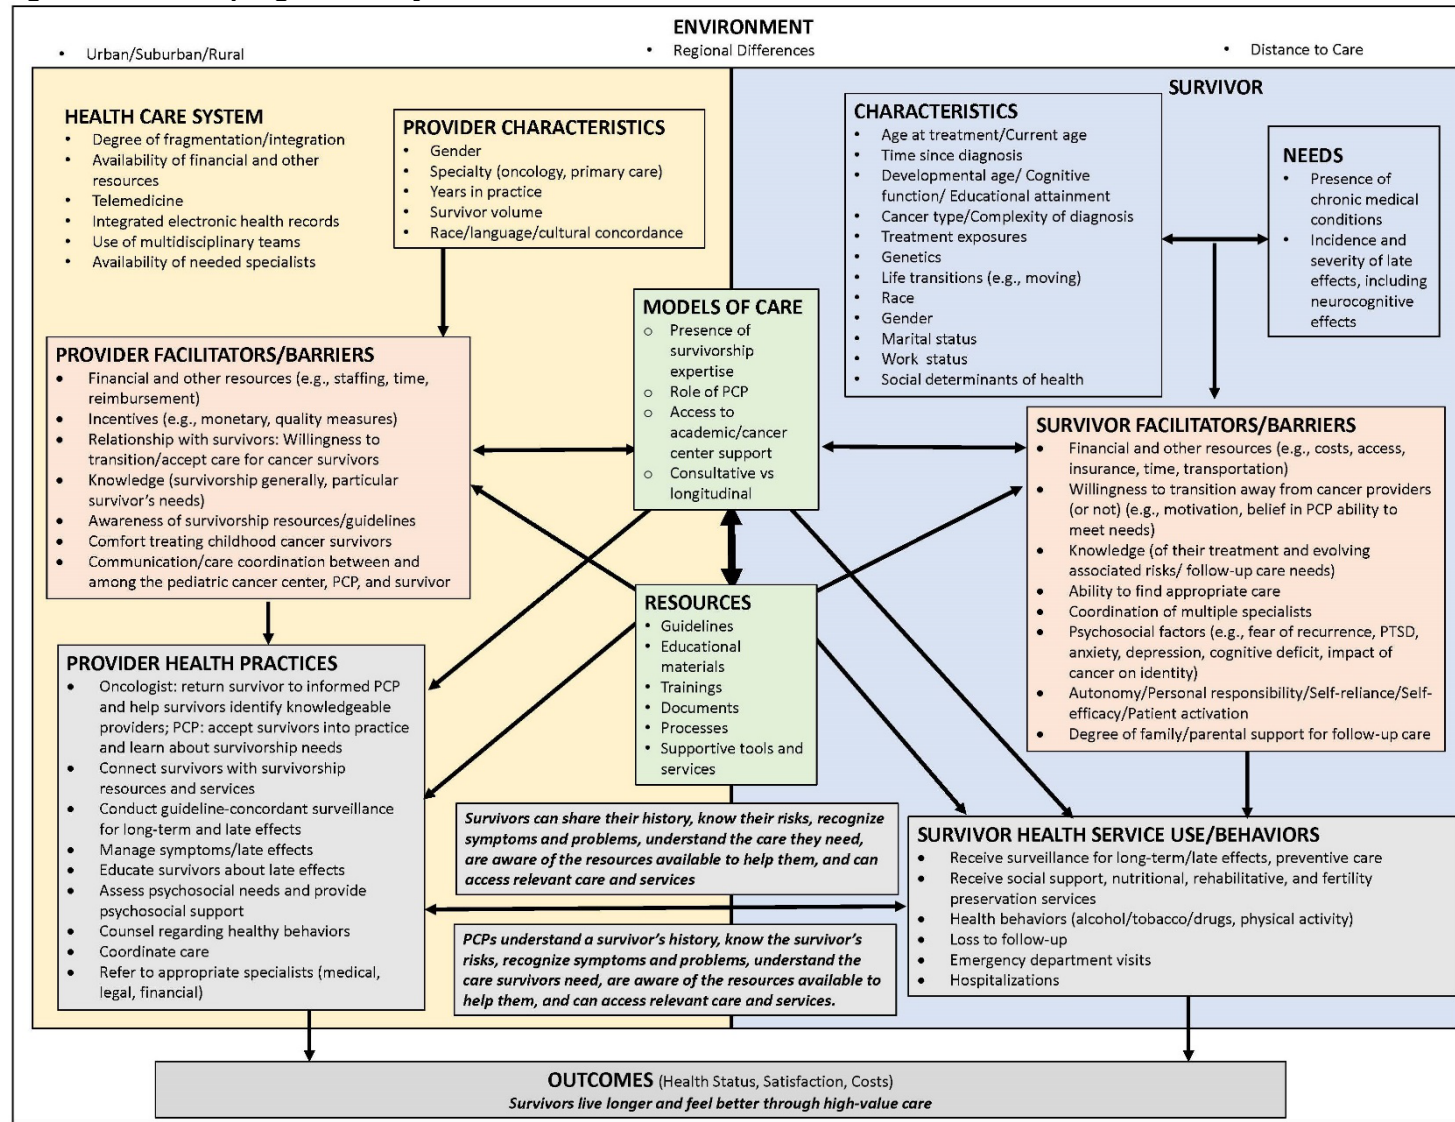 ENVIRONMENT
• Urban/Suburban/Rural
• Regional Differences
• Distance to Care
HEALTH CARE SYSTEM
• Degree of fragmentation/integration
• Availability of financial and other
resources
• Telemedicine
• Integrated electronic health records
• Use of multidisciplinary teams
• Availability of needed specialists
PROVIDER CHARACTERISTICS
• Gender
• Specialty (oncology, primary care)
• Years in practice
• Survivor volume
• Race/language/cultural concordance
SURVIVOR
CHARACTERISTICS
• Age at treatment/Current age
• Time since diagnosis
• Developmental age/ Cognitive
function/ Educational attainment
• Cancer type/Complexity of diagnosis
• Treatment exposures
• Genetics
• Life transitions (e.g., moving)
• Race
• Gender
• Marital status
• Work status
• Social determinants of health
NEEDS
• Presence of
chronic medical
conditions
• Incidence and
severity of late
effects, including
neurocognitive
effects
MODELS OF CARE
o Presence of
survivorship
expertise
o Role of PCP
o Access to
academic/cancer
center support
o Consultative vs
longitudinal
PROVIDER FACILITATORS/BARRIERS
• Financial and other resources (e.g., staffing, time,
reimbursement)
• Incentives (e.g., monetary, quality measures)
• Relationship with survivors: Willingness to
transition/accept care for cancer survivors
• Knowledge (survivorship generally, particular
survivor's needs)
• Awareness of survivorship resources/guidelines
• Comfort treating childhood cancer survivors
• Communication/care coordination between and
among the pediatric cancer center, PCP, and survivor
SURVIVOR FACILITATORS/BARRIERS
• Financial and other resources (e.g., costs, access,
insurance, time, transportation)
• Willingness to transition away from cancer providers
(or not) (e.g., motivation, belief in PCP ability to
meet needs)
• Knowledge (of their treatment and evolving
associated risks/ follow-up care needs)
• Ability to find appropriate care
• Coordination of multiple specialists
• Psychosocial factors (e.g., fear of recurrence, PTSD,
anxiety, depression, cognitive deficit, impact of
cancer on identity)
• Autonomy/Personal responsibility/Self-reliance/Self-
efficacy/Patient activation
• Degree of family/parental support for follow-up care
RESOURCES
• Guidelines
• Educational
materials
• Trainings
• Documents
• Processes
• Supportive tools and
services
PROVIDER HEALTH PRACTICES
• Oncologist: return survivor to informed PCP
and help survivors identify knowledgeable
providers; PCP: accept survivors into practice
and learn about survivorship needs
• Connect survivors with survivorship
resources and services
• Conduct guideline-concordant surveillance
for long-term and late effects
• Manage symptoms/late effects
• Educate survivors about late effects
• Assess psychosocial needs and provide
psychosocial support
• Counsel regarding healthy behaviors
• Coordinate care
• Refer to appropriate specialists (medical,
legal, financial)
Survivors can share their history, know their risks, recognize
symptoms and problems, understand the care they need,
are aware of the resources available to help them, and can
access relevant care and services
PCPs understand a survivor's history, know the survivor's
risks, recognize symptoms and problems, understand the
care survivors need, are aware of the resources available to
help them, and can access relevant care and services.
SURVIVOR HEALTH SERVICE USE/BEHAVIORS
• Receive surveillance for long-term/late effects, preventive care
• Receive social support, nutritional, rehabilitative, and fertility
preservation services
• Health behaviors (alcohol/tobacco/drugs, physical activity)
• Loss to follow-up
• Emergency department visits
• Hospitalizations
OUTCOMES (Health Status, Satisfaction, Costs)
Survivors live longer and feel better through high-value care